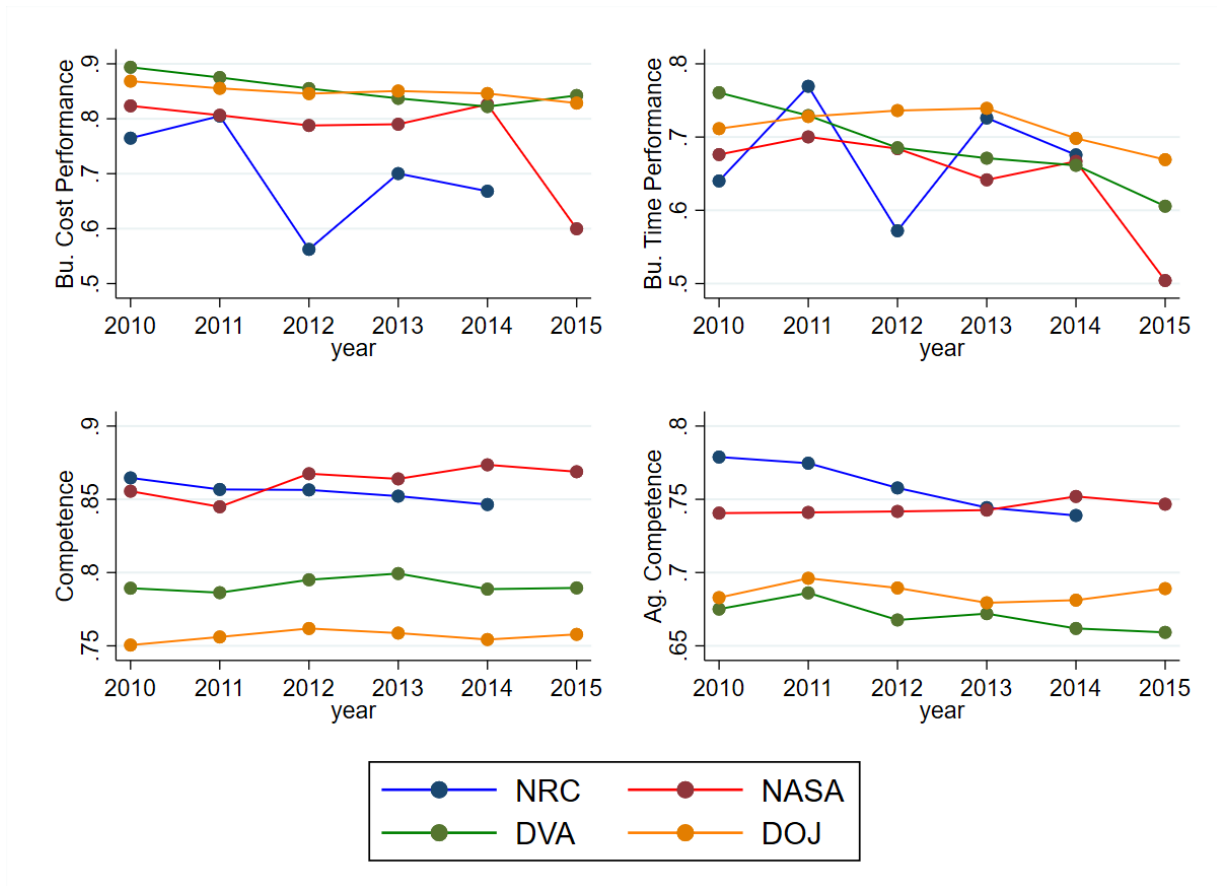 Bu. Cost Performance
.9
.8
.7
.6
.5
2010 2011 2012 2013 2014 2015
year
Bu. Time Performance
.8
.7
.6
.5
2010 2011 2012 2013 2014 2015
year
Competence
.9
.85
.8
.75
2010 2011 2012 2013 2014 2015
year
Ag. Competence
.8
.75
.7
.65
2010 2011 2012 2013 2014 2015
year
NRC NASA
DVA DOJ